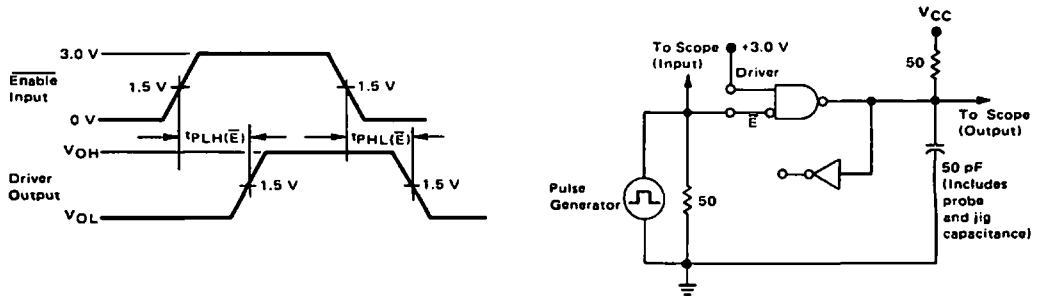 3.0 V
Enable
Input
1.5 V
1.5 V
0 V
tPLH(E̅)
tPHL(E̅)
VOH
Driver
Output
1.5 V
1.5 V
VOL
VCC
To Scope
(Input)
+3.0 V
50
Driver
E̅
To Scope
(Output)
Pulse
Generator
50
50 pF
(Includes
probe
and jig
capacitance)